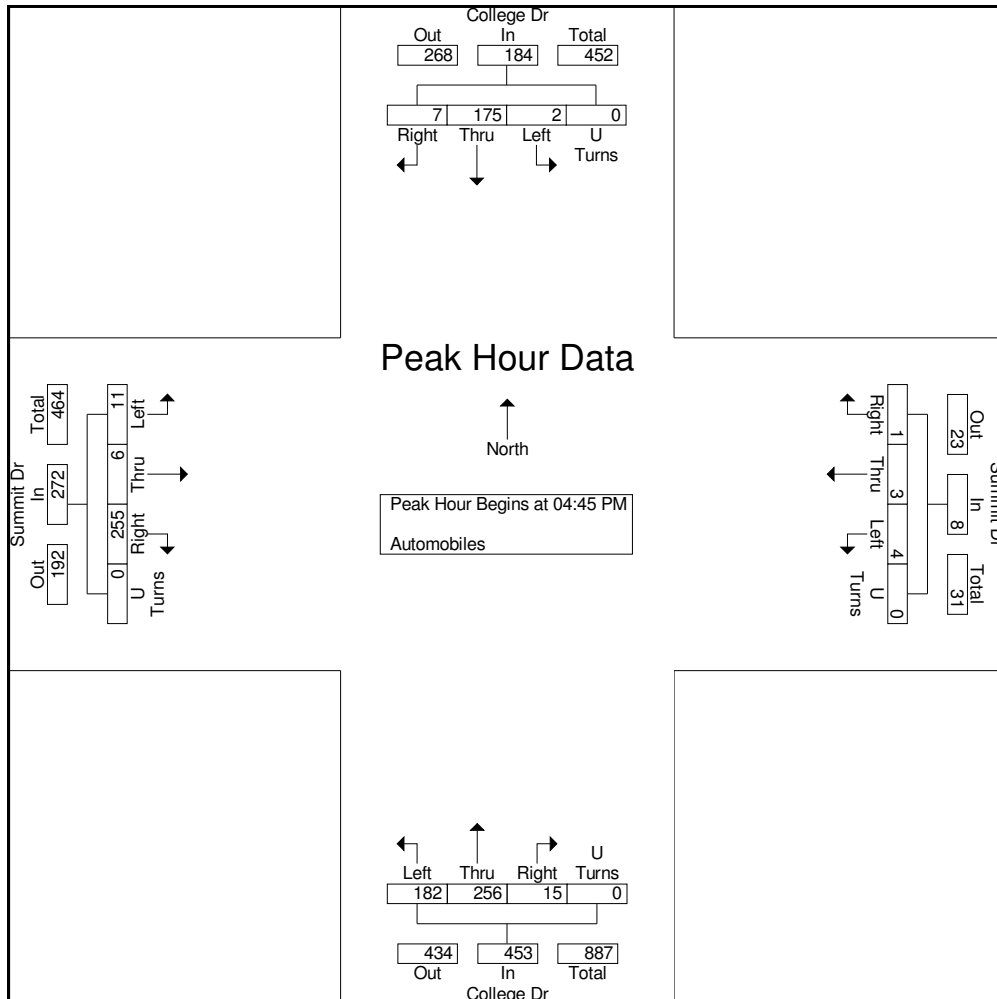 College Dr
Out In Total
268 184 452
7 175 2 0
Right Thru Left U Turns
Peak Hour Data
North
Peak Hour Begins at 04:45 PM
Automobiles
Summit Dr
Total In Out
464 272 192
11 6 255 0
Left Thru Right U Turns
Right Thru Left U Turns
1 3 4 0
Out In Total
23 8 31
Summit Dr
Left Thru Right U Turns
182 256 15 0
434 453 887
Out In Total
College Dr